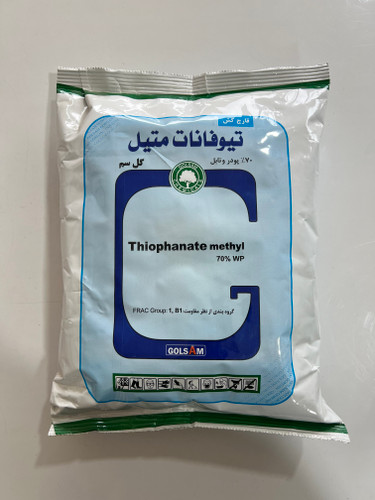 قارچ کش
تیوفانات متیل
۷۰٪ پودر وتابل
گل سم
Thiophanate methyl
70% WP
گروه بندی از نظر مقاومت FRAC Group: 1, B1
GOLSAM